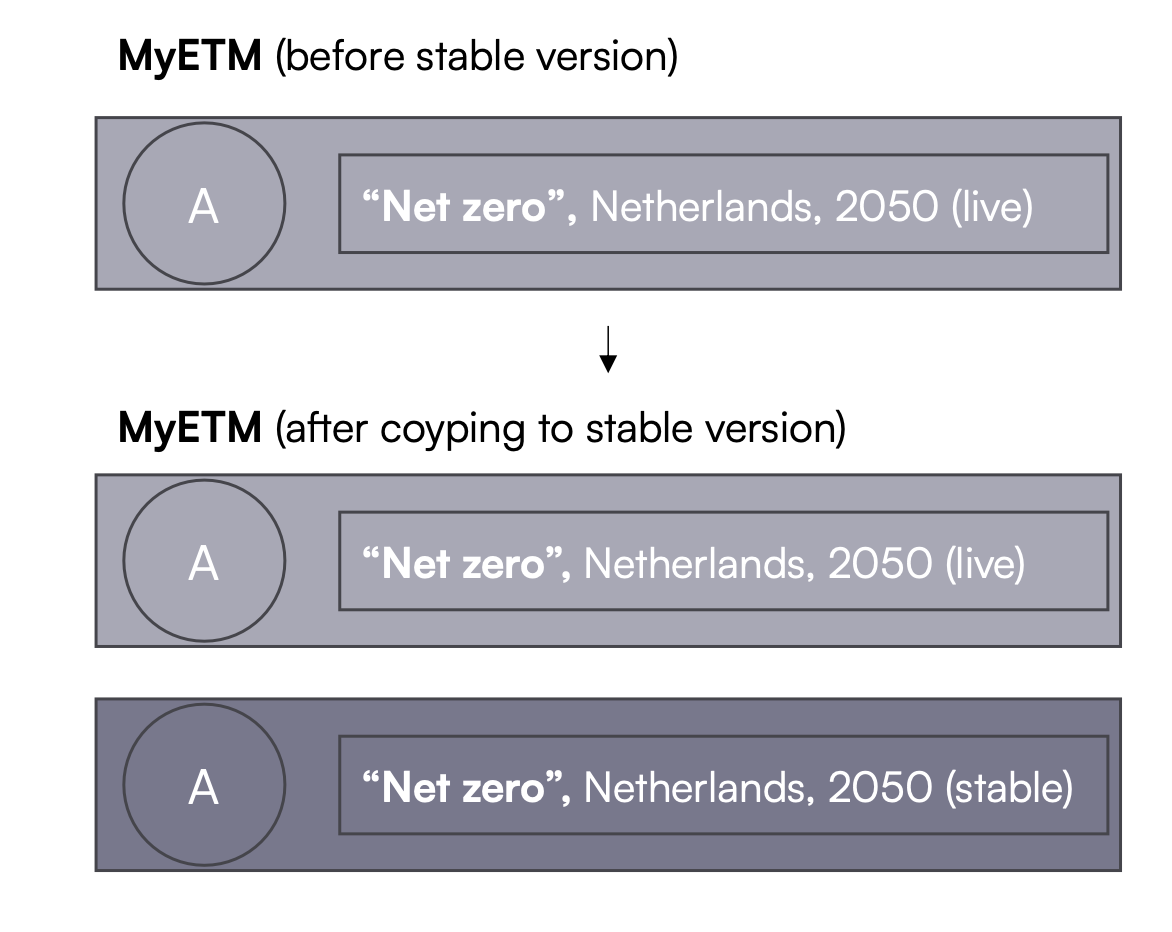 MyETM (before stable version)
A
“Net zero”, Netherlands, 2050 (live)
MyETM (after coyping to stable version)
A
“Net zero”, Netherlands, 2050 (live)
A
“Net zero”, Netherlands, 2050 (stable)